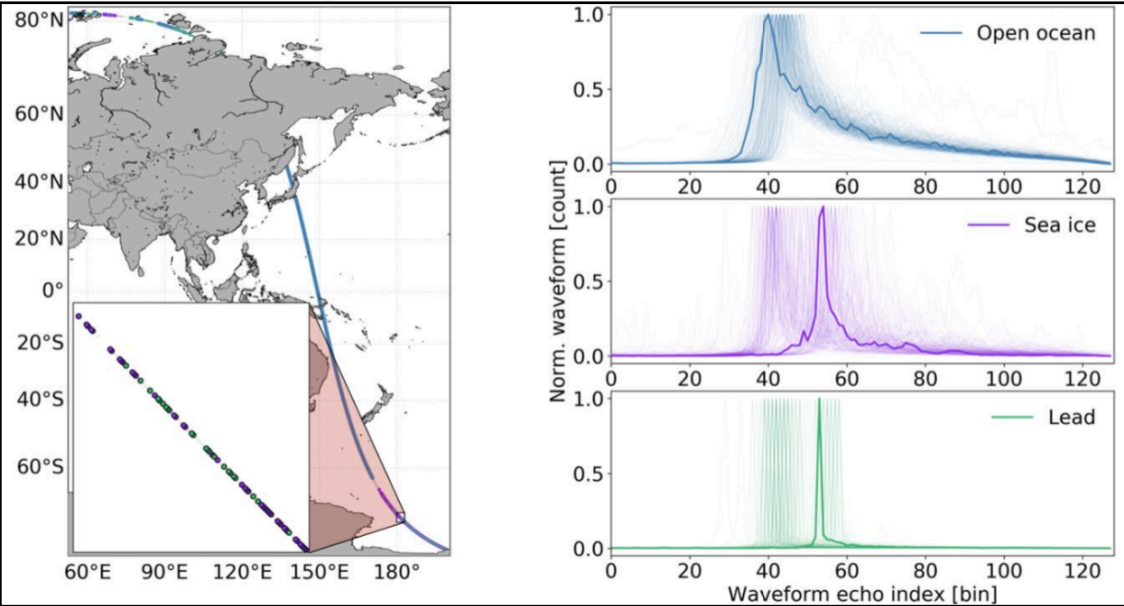 80°N
60°N
40°N
20°N
0°
20°S
40°S
60°S
60°E 90°E 120°E 150°E 180°
Norm. waveform [count]
1.0
0.5
0.0
Open ocean
0 20 40 60 80 100 120
1.0
0.5
0.0
Sea ice
0 20 40 60 80 100 120
1.0
0.5
0.0
Lead
0 20 40 60 80 100 120
Waveform echo index [bin]